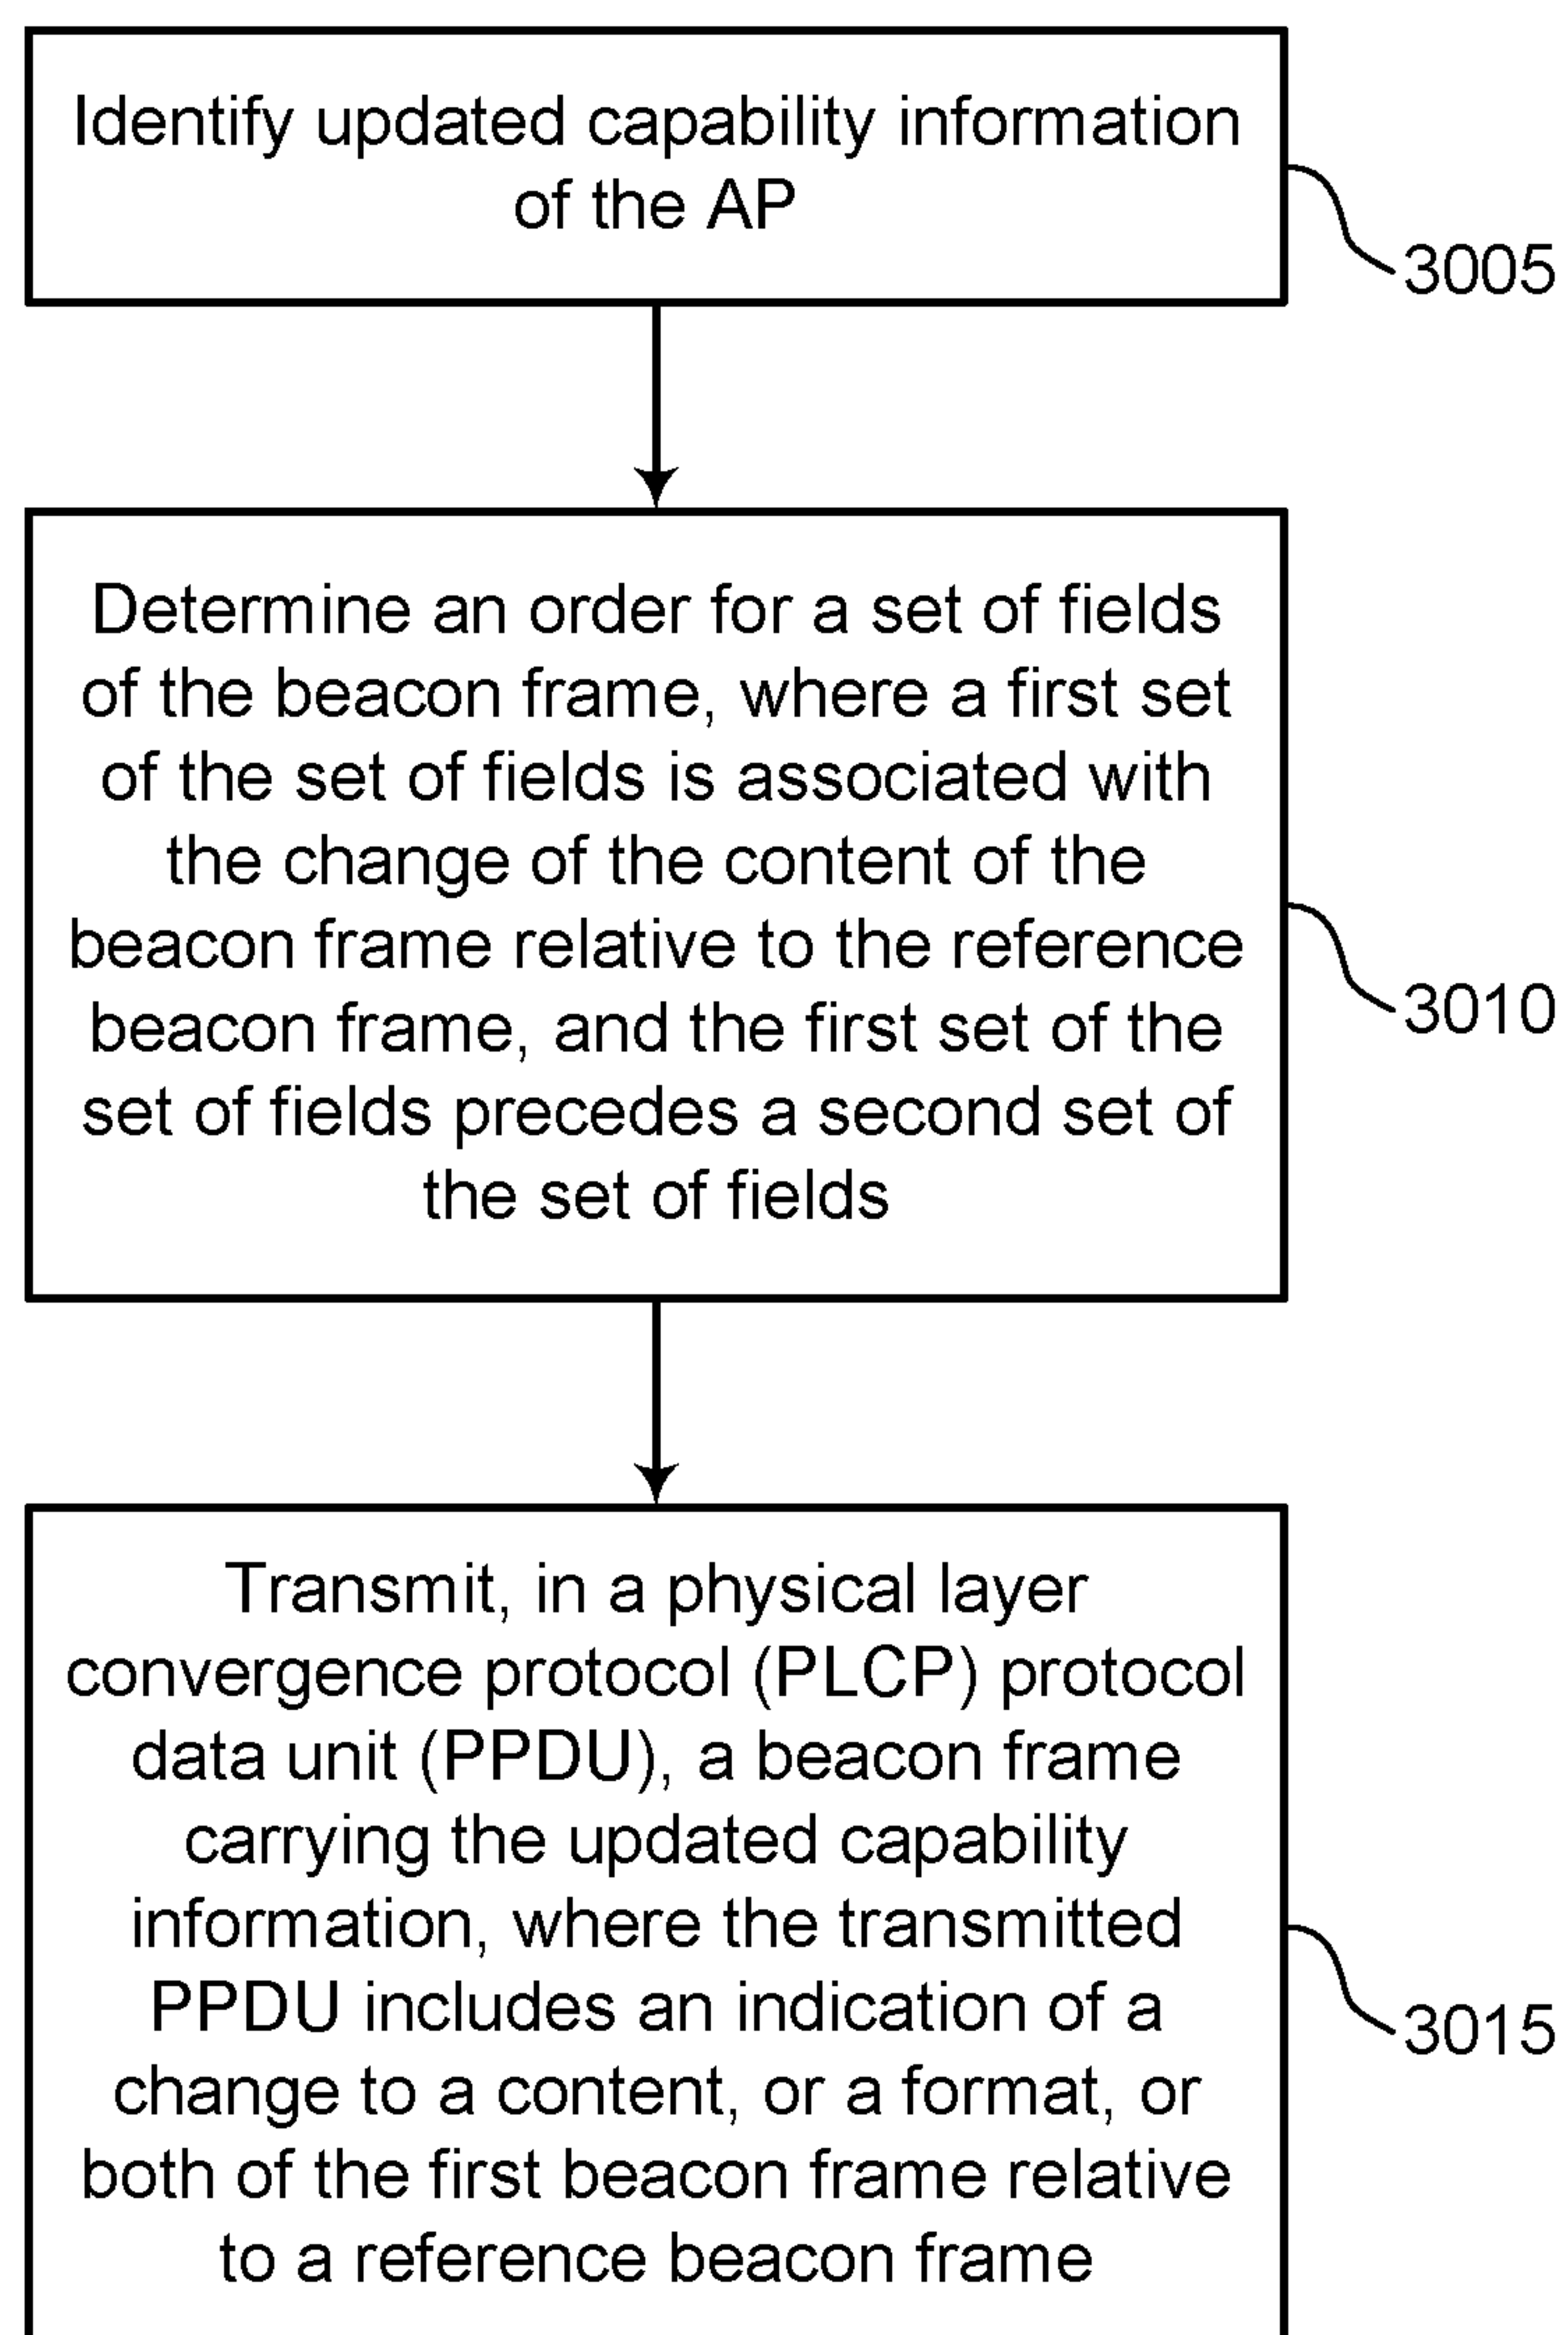 Identify updated capability information
of the AP
3005
Determine an order for a set of fields
of the beacon frame, where a first set
of the set of fields is associated with
the change of the content of the
beacon frame relative to the reference
beacon frame, and the first set of the
set of fields precedes a second set of
the set of fields
3010
Transmit, in a physical layer
convergence protocol (PLCP) protocol
data unit (PPDU), a beacon frame
carrying the updated capability
information, where the transmitted
PPDU includes an indication of a
change to a content, or a format, or
both of the first beacon frame relative
to a reference beacon frame
3015